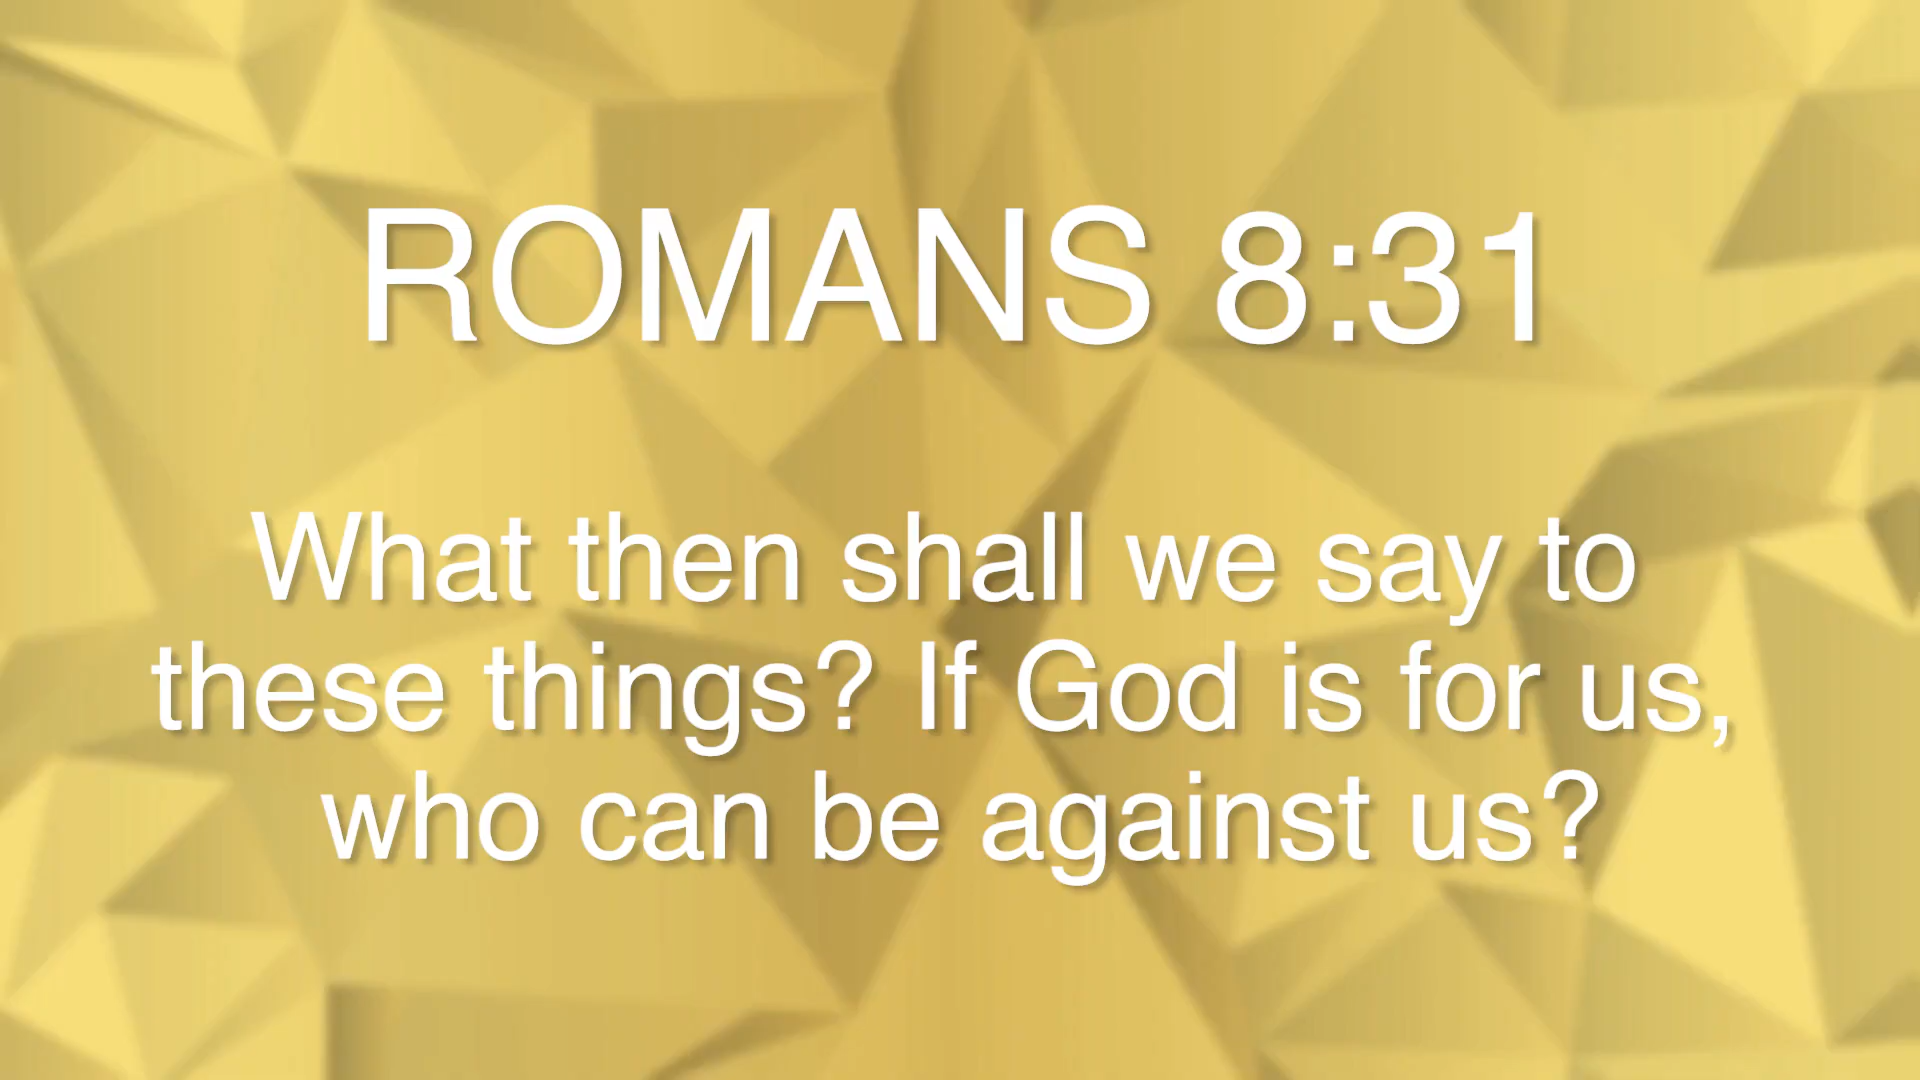 ROMANS 8:31
What then shall we say to
these things? If God is for us,
who can be against us?